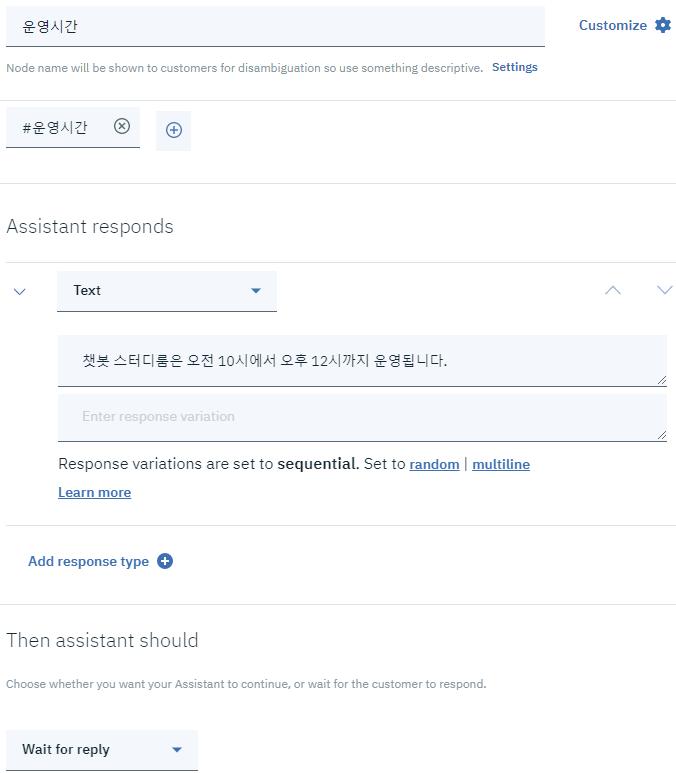 운영시간
Customize
Node name will be shown to customers for disambiguation so use something descriptive. Settings
#운영시간
Assistant responds
Text
챗봇 스터디룸은 오전 10시에서 오후 12시까지 운영됩니다.
Enter response variation
Response variations are set to sequential. Set to random | multiline
Learn more
Add response type
Then assistant should
Choose whether you want your Assistant to continue, or wait for the customer to respond.
Wait for reply